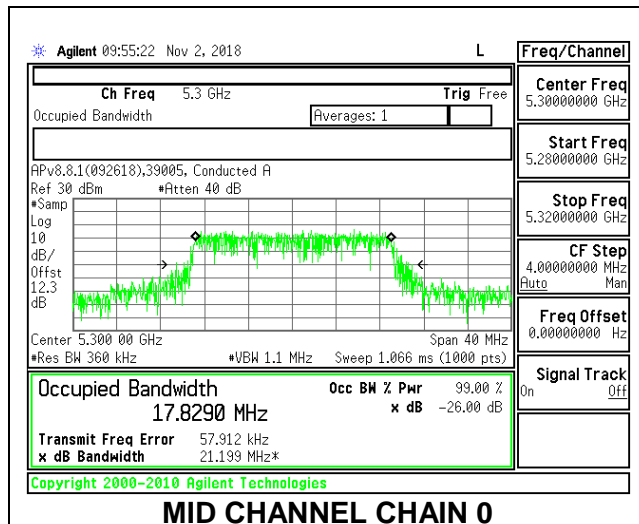 Agilent 09:55:22 Nov 2, 2018 L
Freq/Channel
Ch Freq 5.3 GHz Trig Free
Occupied Bandwidth Averages: 1
Center Freq
5.30000000 GHz
Start Freq
5.28000000 GHz
APv8.8.1(092618),39005, Conducted A
Ref 30 dBm #Atten 40 dB
Stop Freq
5.32000000 GHz
#Samp
Log
10
dB/
Offst
12.3
dB
CF Step
4.00000000 MHz
Auto Man
Freq Offset
0.00000000 Hz
Center 5.300 00 GHz Span 40 MHz
#Res BW 360 kHz #VBW 1.1 MHz Sweep 1.066 ms (1000 pts)
Signal Track
On Off
Occupied Bandwidth Occ BW % Pwr 99.00 %
17.8290 MHz x dB -26.00 dB
Transmit Freq Error 57.912 kHz
x dB Bandwidth 21.199 MHz*
Copyright 2000-2010 Agilent Technologies
MID CHANNEL CHAIN 0